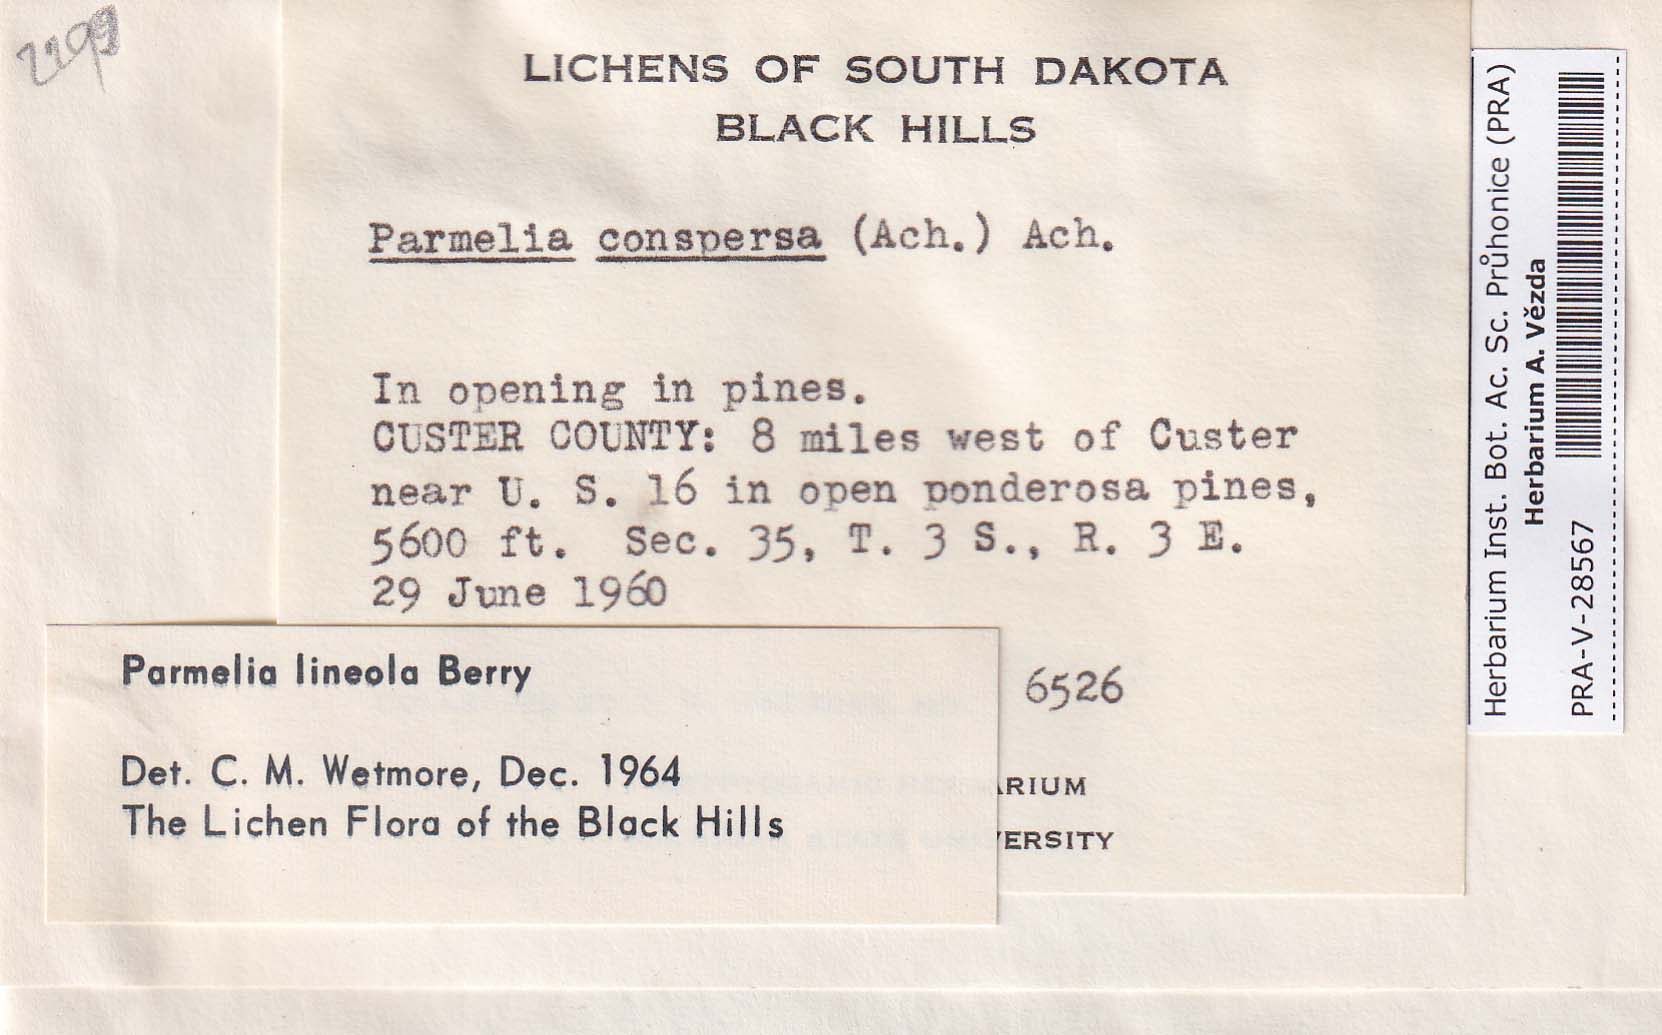 2299
LICHENS OF SOUTH DAKOTA
BLACK HILLS
Parmelia conspersa (Ach.) Ach.
In opening in pines.
CUSTER COUNTY: 8 miles west of Custer
near U. S. 16 in open ponderosa pines,
5600 ft. Sec. 35, T. 3 S., R. 3 E.
29 June 1960
6526
ARIUM
ERSITY
Parmelia lineola Berry
Det. C. M. Wetmore, Dec. 1964
The Lichen Flora of the Black Hills
Herbarium Inst. Bot. Ac. Sc. Průhonice (PRA)
Herbarium A. Vězda
PRA-V-28567